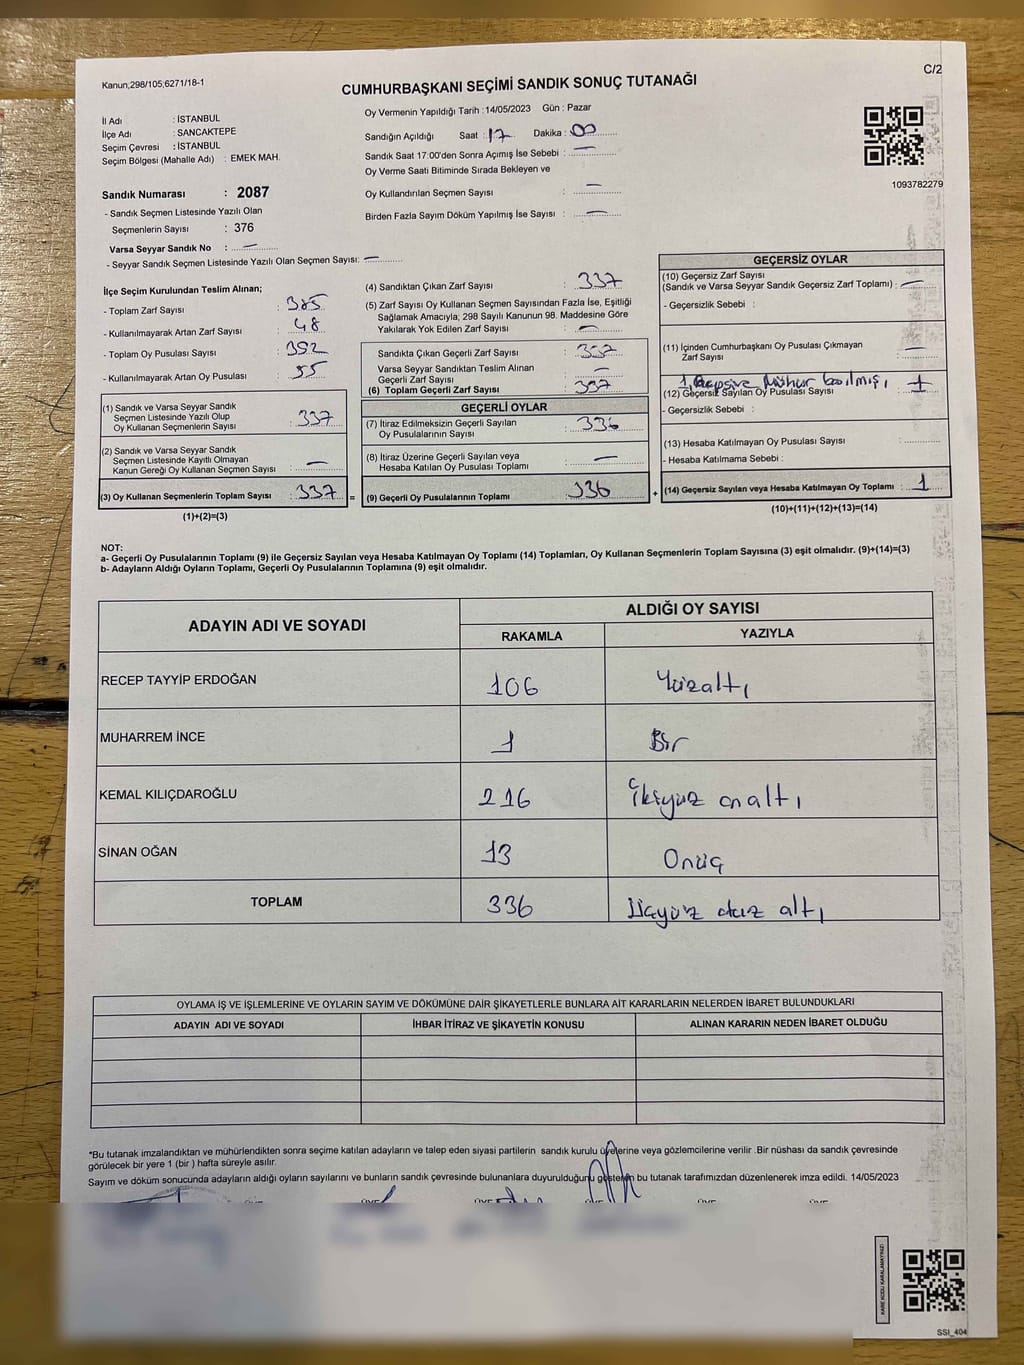 Kanun,298/105;6271/18-1
C/2
CUMHURBAŞKANI SEÇİMİ SANDIK SONUÇ TUTANAĞI
İl Adı : İSTANBUL
İlçe Adı : SANCAKTEPE
Seçim Çevresi : İSTANBUL
Seçim Bölgesi (Mahalle Adı) : EMEK MAH.
Sandık Numarası : 2087
- Sandık Seçmen Listesinde Yazılı Olan
Seçmenlerin Sayısı : 376
Varsa Seyyar Sandık No : —
- Seyyar Sandık Seçmen Listesinde Yazılı Olan Seçmen Sayısı: —
Oy Vermenin Yapıldığı Tarih : 14/05/2023 Gün : Pazar
Sandığın Açıldığı Saat : 17 Dakika : 00
Sandık Saat 17:00'den Sonra Açmış İse Sebebi : —
Oy Verme Saati Bitiminde Sırada Bekleyen ve
Oy Kullandırılan Seçmen Sayısı : —
Birden Fazla Sayım Döküm Yapılmış İse Sayısı : —
1093782279
İlçe Seçim Kurulundan Teslim Alınan;
- Toplam Zarf Sayısı : 385
- Kullanılmayarak Artan Zarf Sayısı : 48
- Toplam Oy Pusulası Sayısı : 392
- Kullanılmayarak Artan Oy Pusulası : 55
(1) Sandık ve Varsa Seyyar Sandık
Seçmen Listesinde Yazılı Olup
Oy Kullanan Seçmenlerin Sayısı : 337
(2) Sandık ve Varsa Seyyar Sandık
Seçmen Listesinde Kayıtlı Olmayan
Kanun Gereği Oy Kullanan Seçmen Sayısı : —
(3) Oy Kullanan Seçmenlerin Toplam Sayısı : 337
(1)+(2)=(3)
(4) Sandıktan Çıkan Zarf Sayısı : 337
(5) Zarf Sayısı Oy Kullanan Seçmen Sayısından Fazla İse, Eşitliği
Sağlamak Amacıyla; 298 Sayılı Kanunun 98. Maddesine Göre
Yakılarak Yok Edilen Zarf Sayısı : —
Sandıkta Çıkan Geçerli Zarf Sayısı : 337
Varsa Seyyar Sandıktan Teslim Alınan
Geçerli Zarf Sayısı : —
(6) Toplam Geçerli Zarf Sayısı : 337
GEÇERLİ OYLAR
(7) İtiraz Edilmeksizin Geçerli Sayılan
Oy Pusulalarının Sayısı : 336
(8) İtiraz Üzerine Geçerli Sayılan veya
Hesaba Katılan Oy Pusulası Toplamı : —
= (9) Geçerli Oy Pusulalarının Toplamı : 336
GEÇERSİZ OYLAR
(10) Geçersiz Zarf Sayısı
(Sandık ve Varsa Seyyar Sandık Geçersiz Zarf Toplamı) : —
- Geçersizlik Sebebi :
(11) İçinden Cumhurbaşkanı Oy Pusulası Çıkmayan
Zarf Sayısı : —
Mühür basılmış,
(12) Geçersiz Sayılan Oy Pusulası Sayısı : 1
- Geçersizlik Sebebi :
(13) Hesaba Katılmayan Oy Pusulası Sayısı :
- Hesaba Katılmama Sebebi :
+ (14) Geçersiz Sayılan veya Hesaba Katılmayan Oy Toplamı : 1
(10)+(11)+(12)+(13)=(14)
NOT:
a- Geçerli Oy Pusulalarının Toplamı (9) ile Geçersiz Sayılan veya Hesaba Katılmayan Oy Toplamı (14) Toplamları, Oy Kullanan Seçmenlerin Toplam Sayısına (3) eşit olmalıdır. (9)+(14)=(3)
b- Adayların Aldığı Oyların Toplamı, Geçerli Oy Pusulalarının Toplamına (9) eşit olmalıdır.
ADAYIN ADI VE SOYADI
ALDIĞI OY SAYISI
RAKAMLA YAZIYLA
RECEP TAYYİP ERDOĞAN 106 Yüzaltı
MUHARREM İNCE 1 Bir
KEMAL KILIÇDAROĞLU 216 İkiyüz onaltı
SİNAN OĞAN 13 Onüç
TOPLAM 336 Üçyüz otuz altı
OYLAMA İŞ VE İŞLEMLERİNE VE OYLARIN SAYIM VE DÖKÜMÜNE DAİR ŞİKAYETLERLE BUNLARA AİT KARARLARIN NELERDEN İBARET BULUNDUKLARI
ADAYIN ADI VE SOYADI İHBAR İTİRAZ VE ŞİKAYETİN KONUSU ALINAN KARARIN NEDEN İBARET OLDUĞU
*Bu tutanak imzalandıktan ve mühürlendikten sonra seçime katılan adayların ve talep eden siyasi partilerin sandık kurulu üyelerine veya gözlemcilerine verilir. Bir nüshası da sandık çevresinde
görülecek bir yere 1 (bir) hafta süreyle asılır.
Sayım ve döküm sonucunda adayların aldığı oyların sayılarını ve bunların sandık çevresinde bulunanlara duyurulduğunu gösteren bu tutanak tarafımızdan düzenlenerek imza edildi. 14/05/2023
KARE KODU KARALAMAYINIZ!
SSI_404